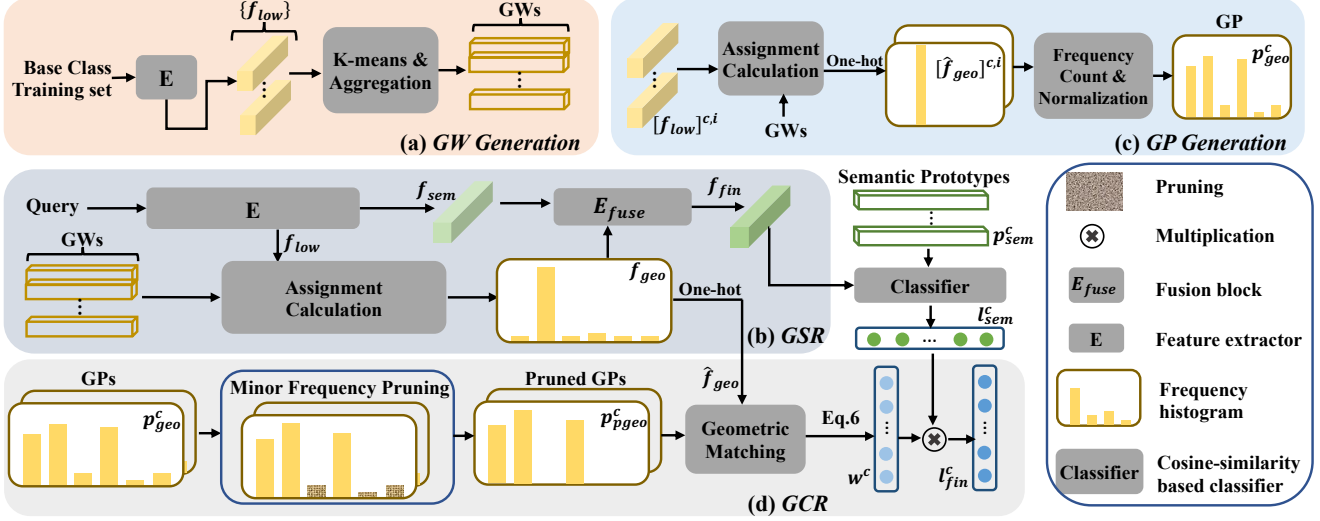 {f_low}
GWs
Base Class
Training set
E
K-means &
Aggregation
(a) GW Generation
[f_low]^{c,i}
Assignment
Calculation
GWs
One-hot
[f̂_geo]^{c,i}
Frequency
Count &
Normalization
GP
p^c_geo
(c) GP Generation
Query
E
f_sem
E_fuse
f_fin
GWs
f_low
Assignment
Calculation
f_geo
One-hot
(b) GSR
Semantic Prototypes
p^c_sem
Classifier
l^c_sem
GPs
p^c_geo
Minor Frequency Pruning
Pruned GPs
p^c_pgeo
f̂_geo
Geometric
Matching
Eq.6
w^c
l^c_fin
(d) GCR
Pruning
Multiplication
E_fuse
Fusion block
E
Feature extractor
Frequency
histogram
Classifier
Cosine-similarity
based classifier